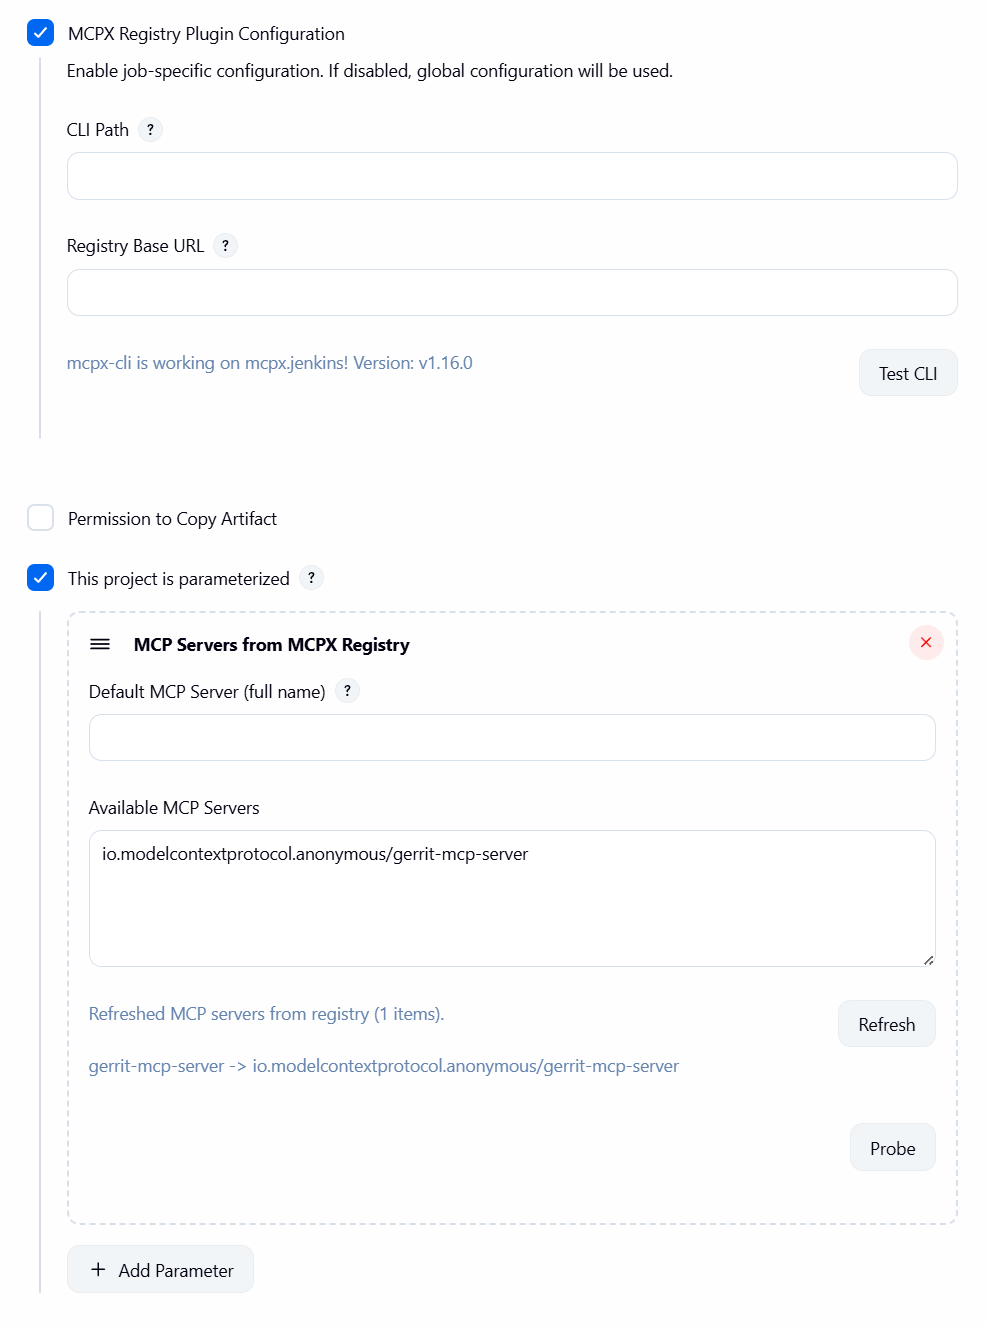 MCPX Registry Plugin Configuration
Enable job-specific configuration. If disabled, global configuration will be used.
CLI Path ?
Registry Base URL ?
mcpx-cli is working on mcpx.jenkins! Version: v1.16.0
Test CLI
Permission to Copy Artifact
This project is parameterized ?
MCP Servers from MCPX Registry
Default MCP Server (full name) ?
Available MCP Servers
io.modelcontextprotocol.anonymous/gerrit-mcp-server
Refreshed MCP servers from registry (1 items).
Refresh
gerrit-mcp-server -> io.modelcontextprotocol.anonymous/gerrit-mcp-server
Probe
+ Add Parameter